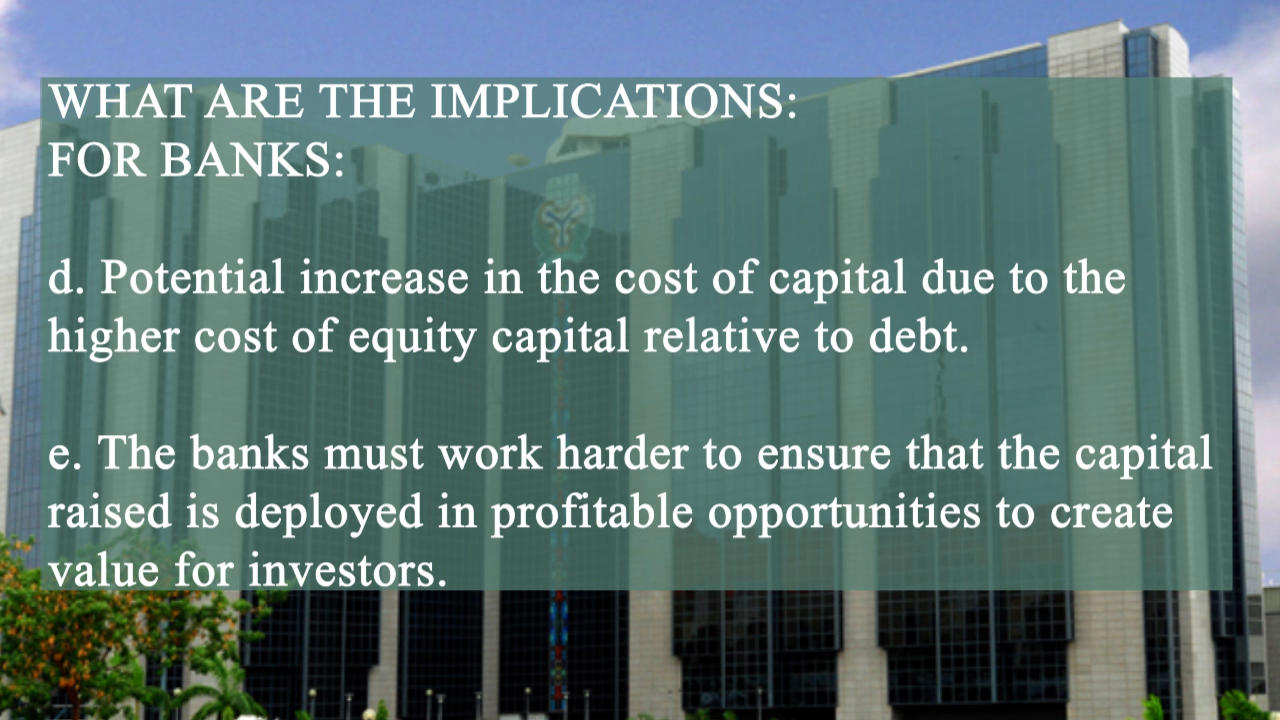 WHAT ARE THE IMPLICATIONS:
FOR BANKS:
d. Potential increase in the cost of capital due to the
higher cost of equity capital relative to debt.
e. The banks must work harder to ensure that the capital
raised is deployed in profitable opportunities to create
value for investors.